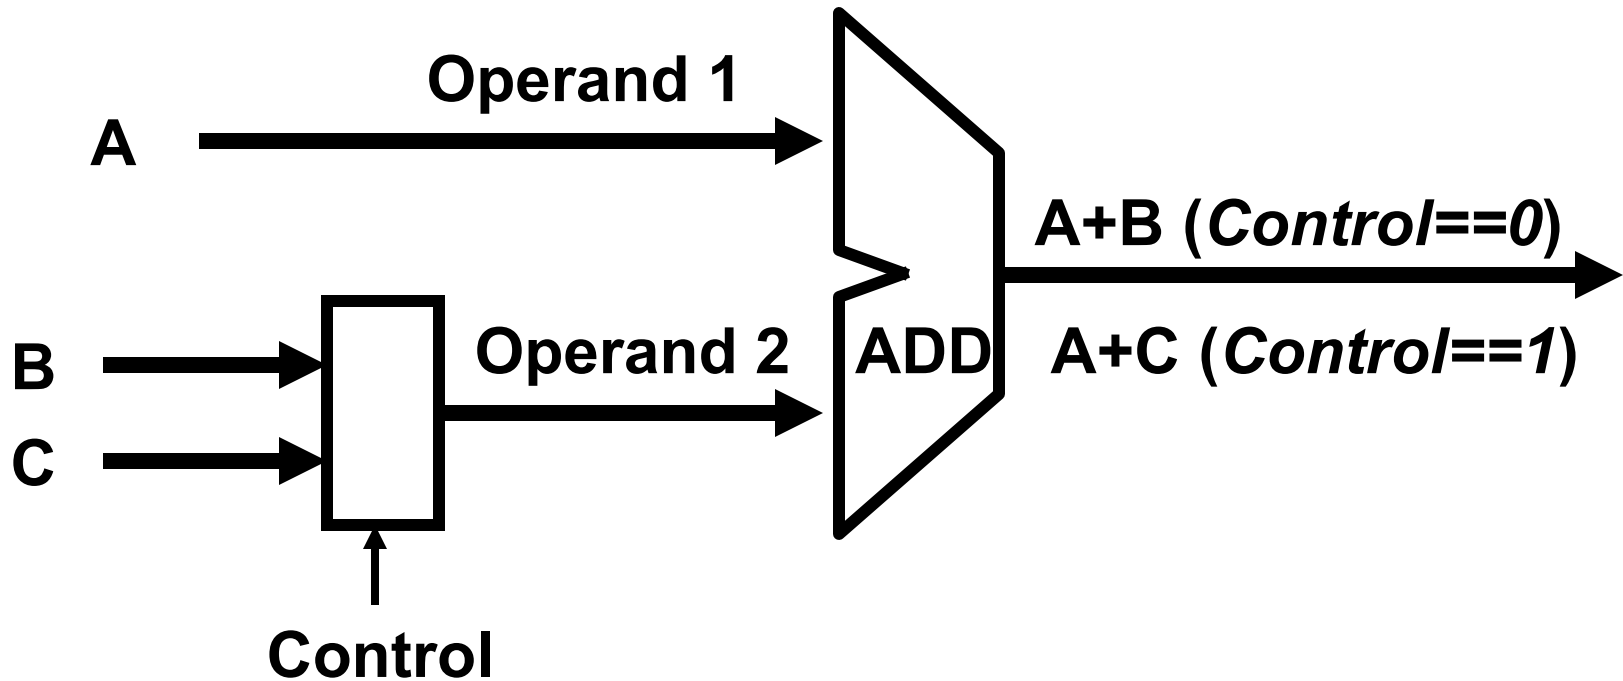 Operand 1
A
A+B (Control==0)
B
Operand 2
ADD
A+C (Control==1)
C
Control